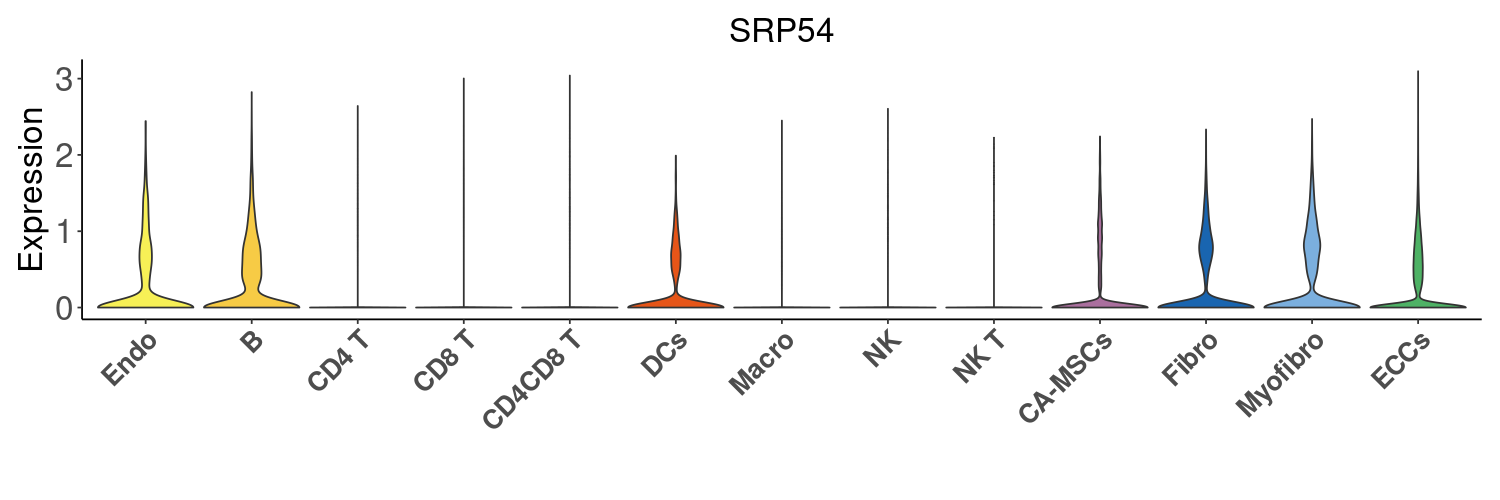 SRP54
Expression
3
2
1
0
Endo
B
CD4 T
CD8 T
CD4CD8 T
DCs
Macro
NK
NK T
CA-MSCs
Fibro
Myofibro
ECCs